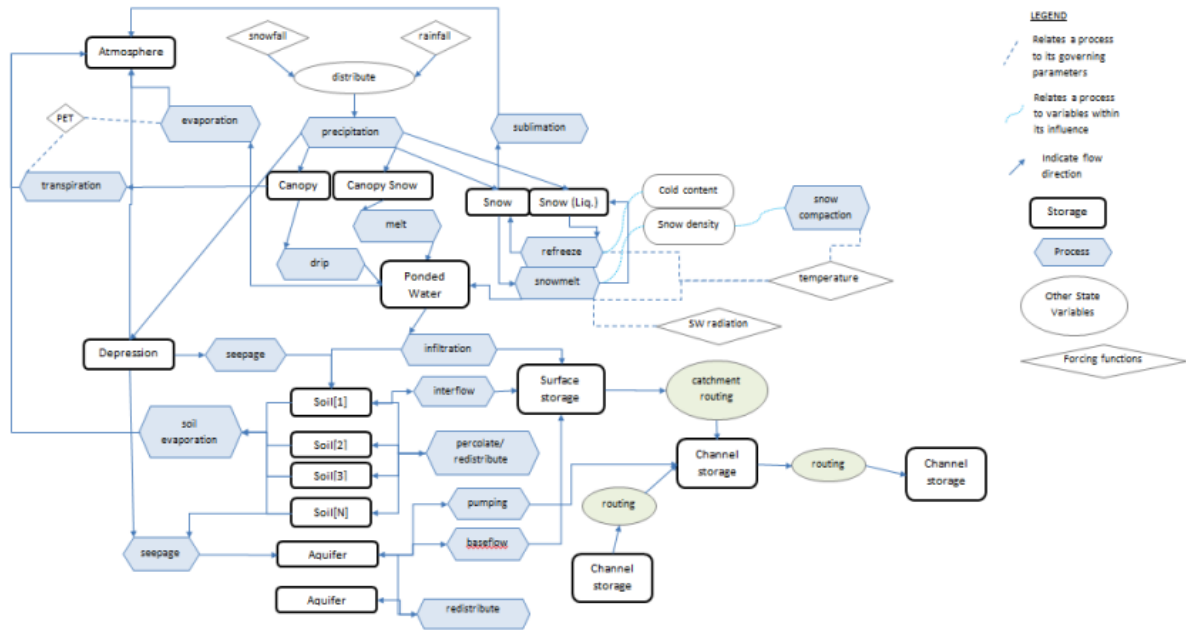 snowfall
rainfall
LEGEND
Relates a process
to its governing
parameters
Atmosphere
distribute
Relates a process
to variables within
its influence
PET
evaporation
precipitation
sublimation
Indicate flow
direction
transpiration
Canopy
Canopy Snow
Snow
Snow (Liq.)
Cold content
Snow density
snow
compaction
Storage
melt
refreeze
Process
drip
Ponded
Water
snowmelt
temperature
Other State
Variables
SW radiation
Depression
seepage
infiltration
Forcing functions
Surface
storage
catchment
routing
Soil[1]
interflow
soil
evaporation
Soil[2]
percolate/
redistribute
Soil[3]
Channel
storage
routing
Channel
storage
Soil[N]
pumping
routing
seepage
Aquifer
baseflow
Channel
storage
Aquifer
redistribute